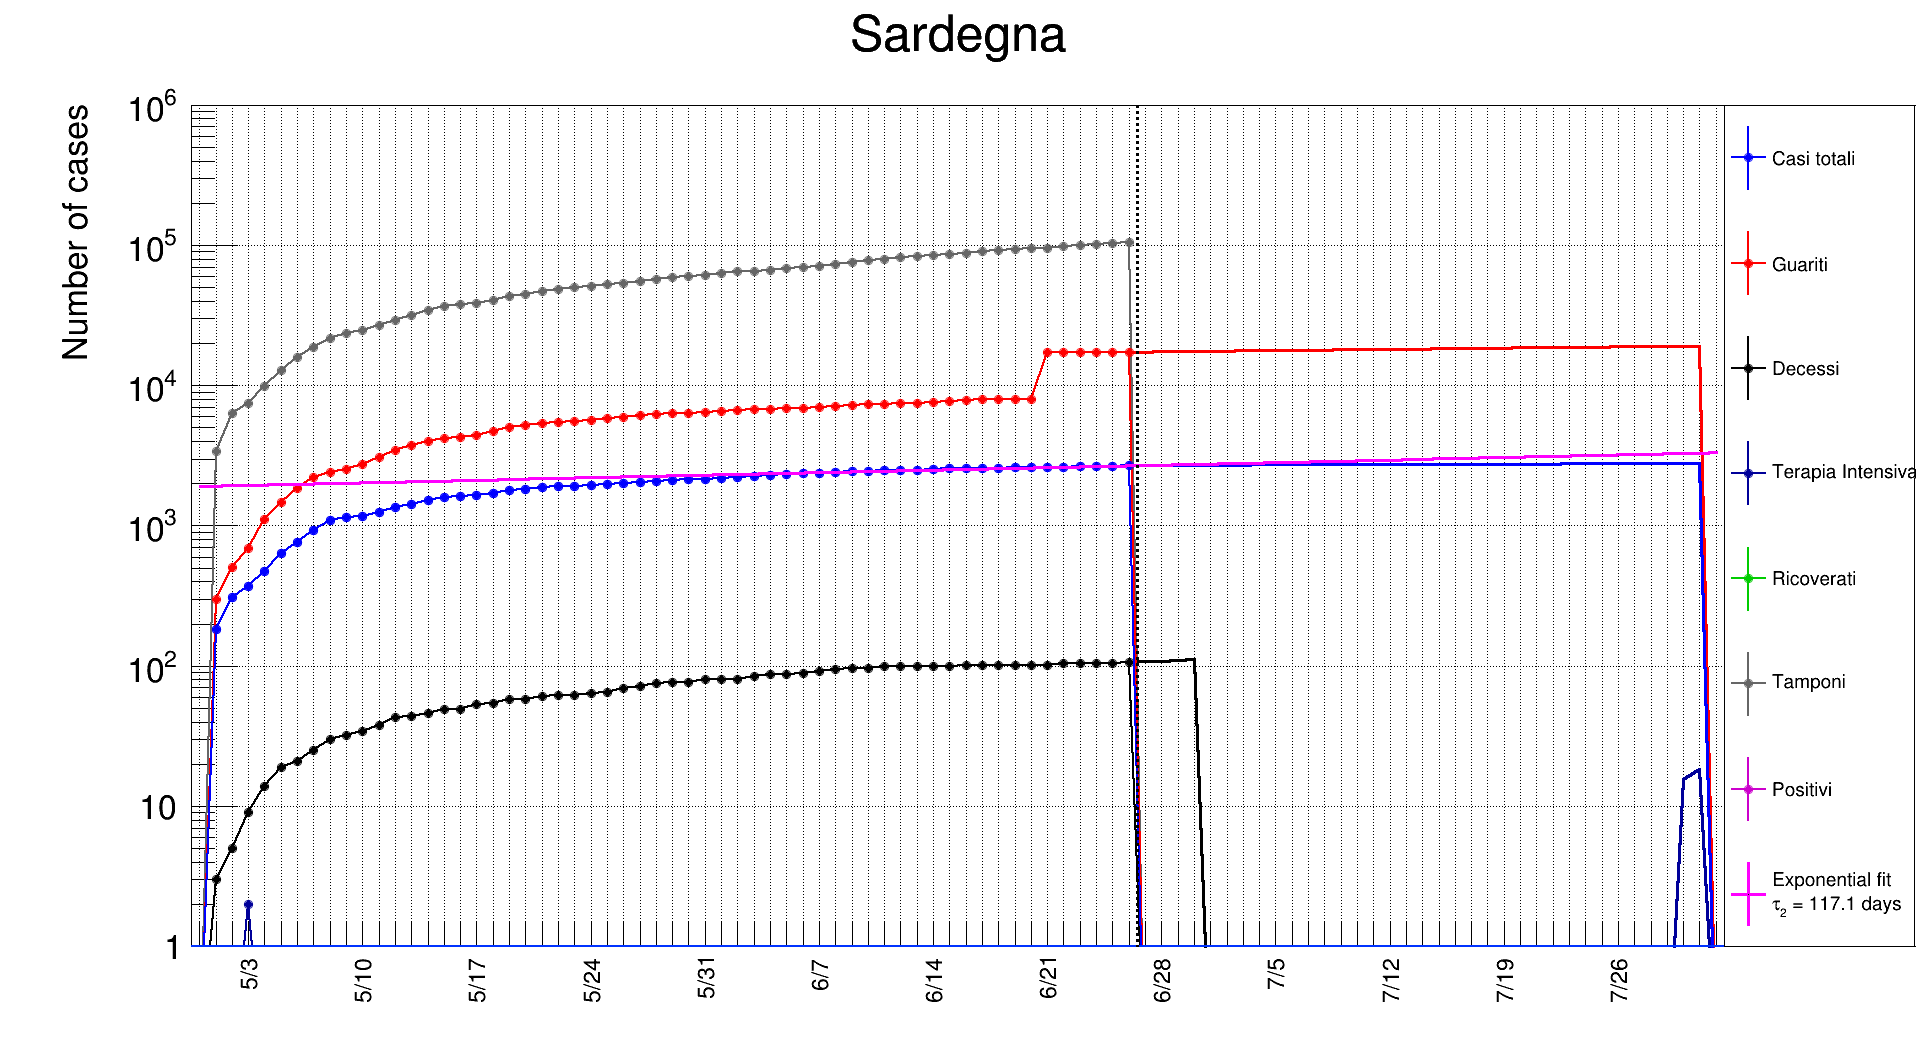 Sardegna
Number of cases
10^6
10^5
10^4
10^3
10^2
10
1
5/3
5/10
5/17
5/24
5/31
6/7
6/14
6/21
6/28
7/5
7/12
7/19
7/26
Casi totali
Guariti
Decessi
Terapia Intensiva
Ricoverati
Tamponi
Positivi
Exponential fit
τ_2 = 117.1 days